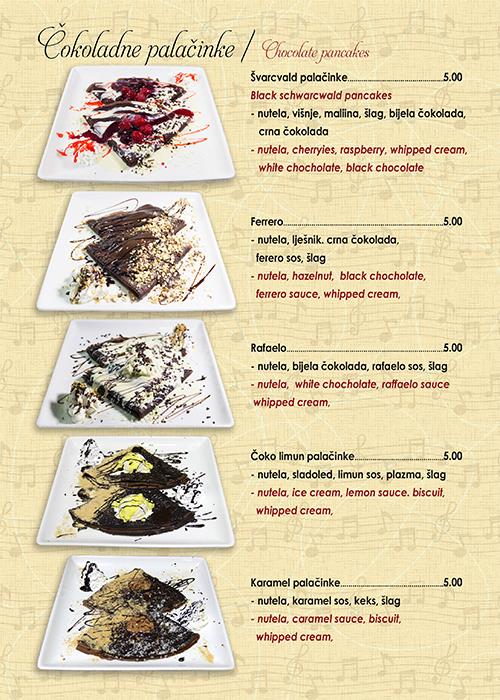 Čokoladne palačinke / Chocolate pancakes
Švarcvald palačinke..................................5.00
Black schwarcwald pancakes
- nutela, višnje, maliina, šlag, bijela čokolada,
crna čokolada
- nutela, cherryies, raspberry, whipped cream,
white chocholate, black chocolate
Ferrero..........................................................5.00
- nutela, lješnik. crna čokolada,
ferero sos, šlag
- nutela, hazelnut, black chocholate,
ferrero sauce, whipped cream,
Rafaelo.........................................................5.00
- nutela, bijela čokolada, rafaelo sos, šlag
- nutela, white chocholate, raffaelo sauce
whipped cream,
Čoko limun palačinke................................5.00
- nutela, sladoled, limun sos, plazma, šlag
- nutela, ice cream, lemon sauce. biscuit,
whipped cream,
Karamel palačinke.....................................5.00
- nutela, karamel sos, keks, šlag
- nutela, caramel sauce, biscuit,
whipped cream,